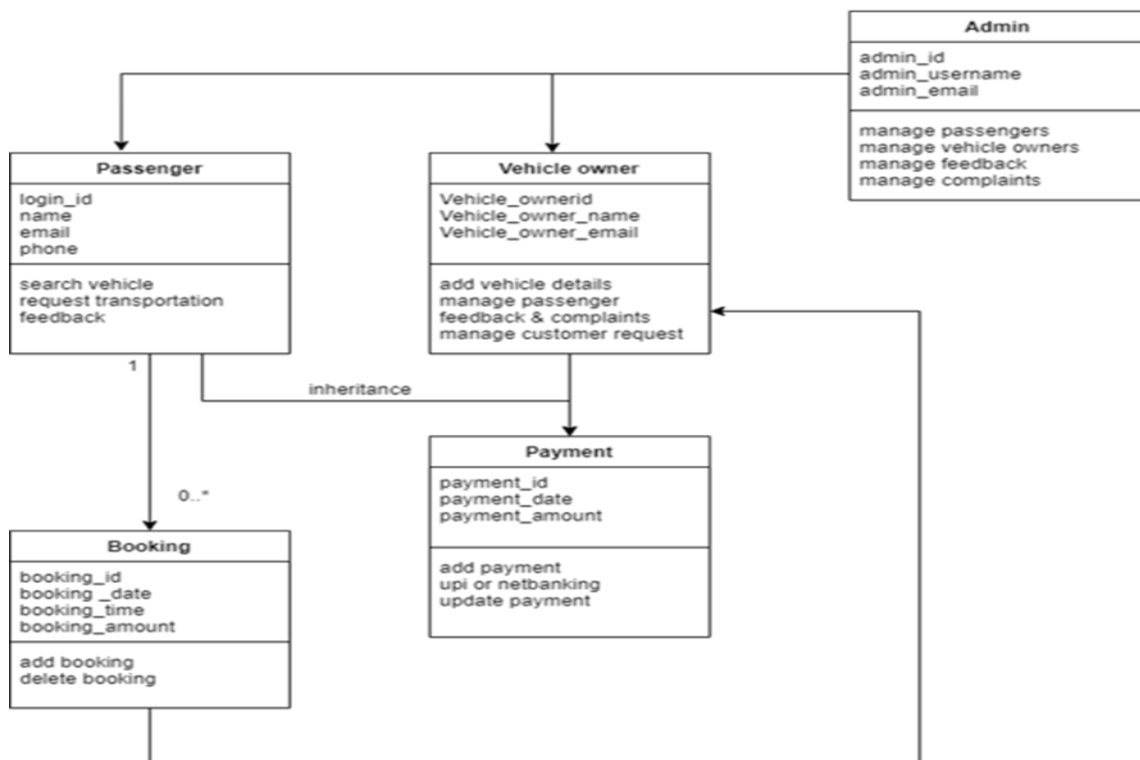 Admin
admin_id
admin_username
admin_email
manage passengers
manage vehicle owners
manage feedback
manage complaints
Passenger
login_id
name
email
phone
search vehicle
request transportation
feedback
Vehicle owner
Vehicle_ownerid
Vehicle_owner_name
Vehicle_owner_email
add vehicle details
manage passenger
feedback & complaints
manage customer request
1
inheritance
0..*
Payment
payment_id
payment_date
payment_amount
add payment
upi or netbanking
update payment
Booking
booking_id
booking _date
booking_time
booking_amount
add booking
delete booking